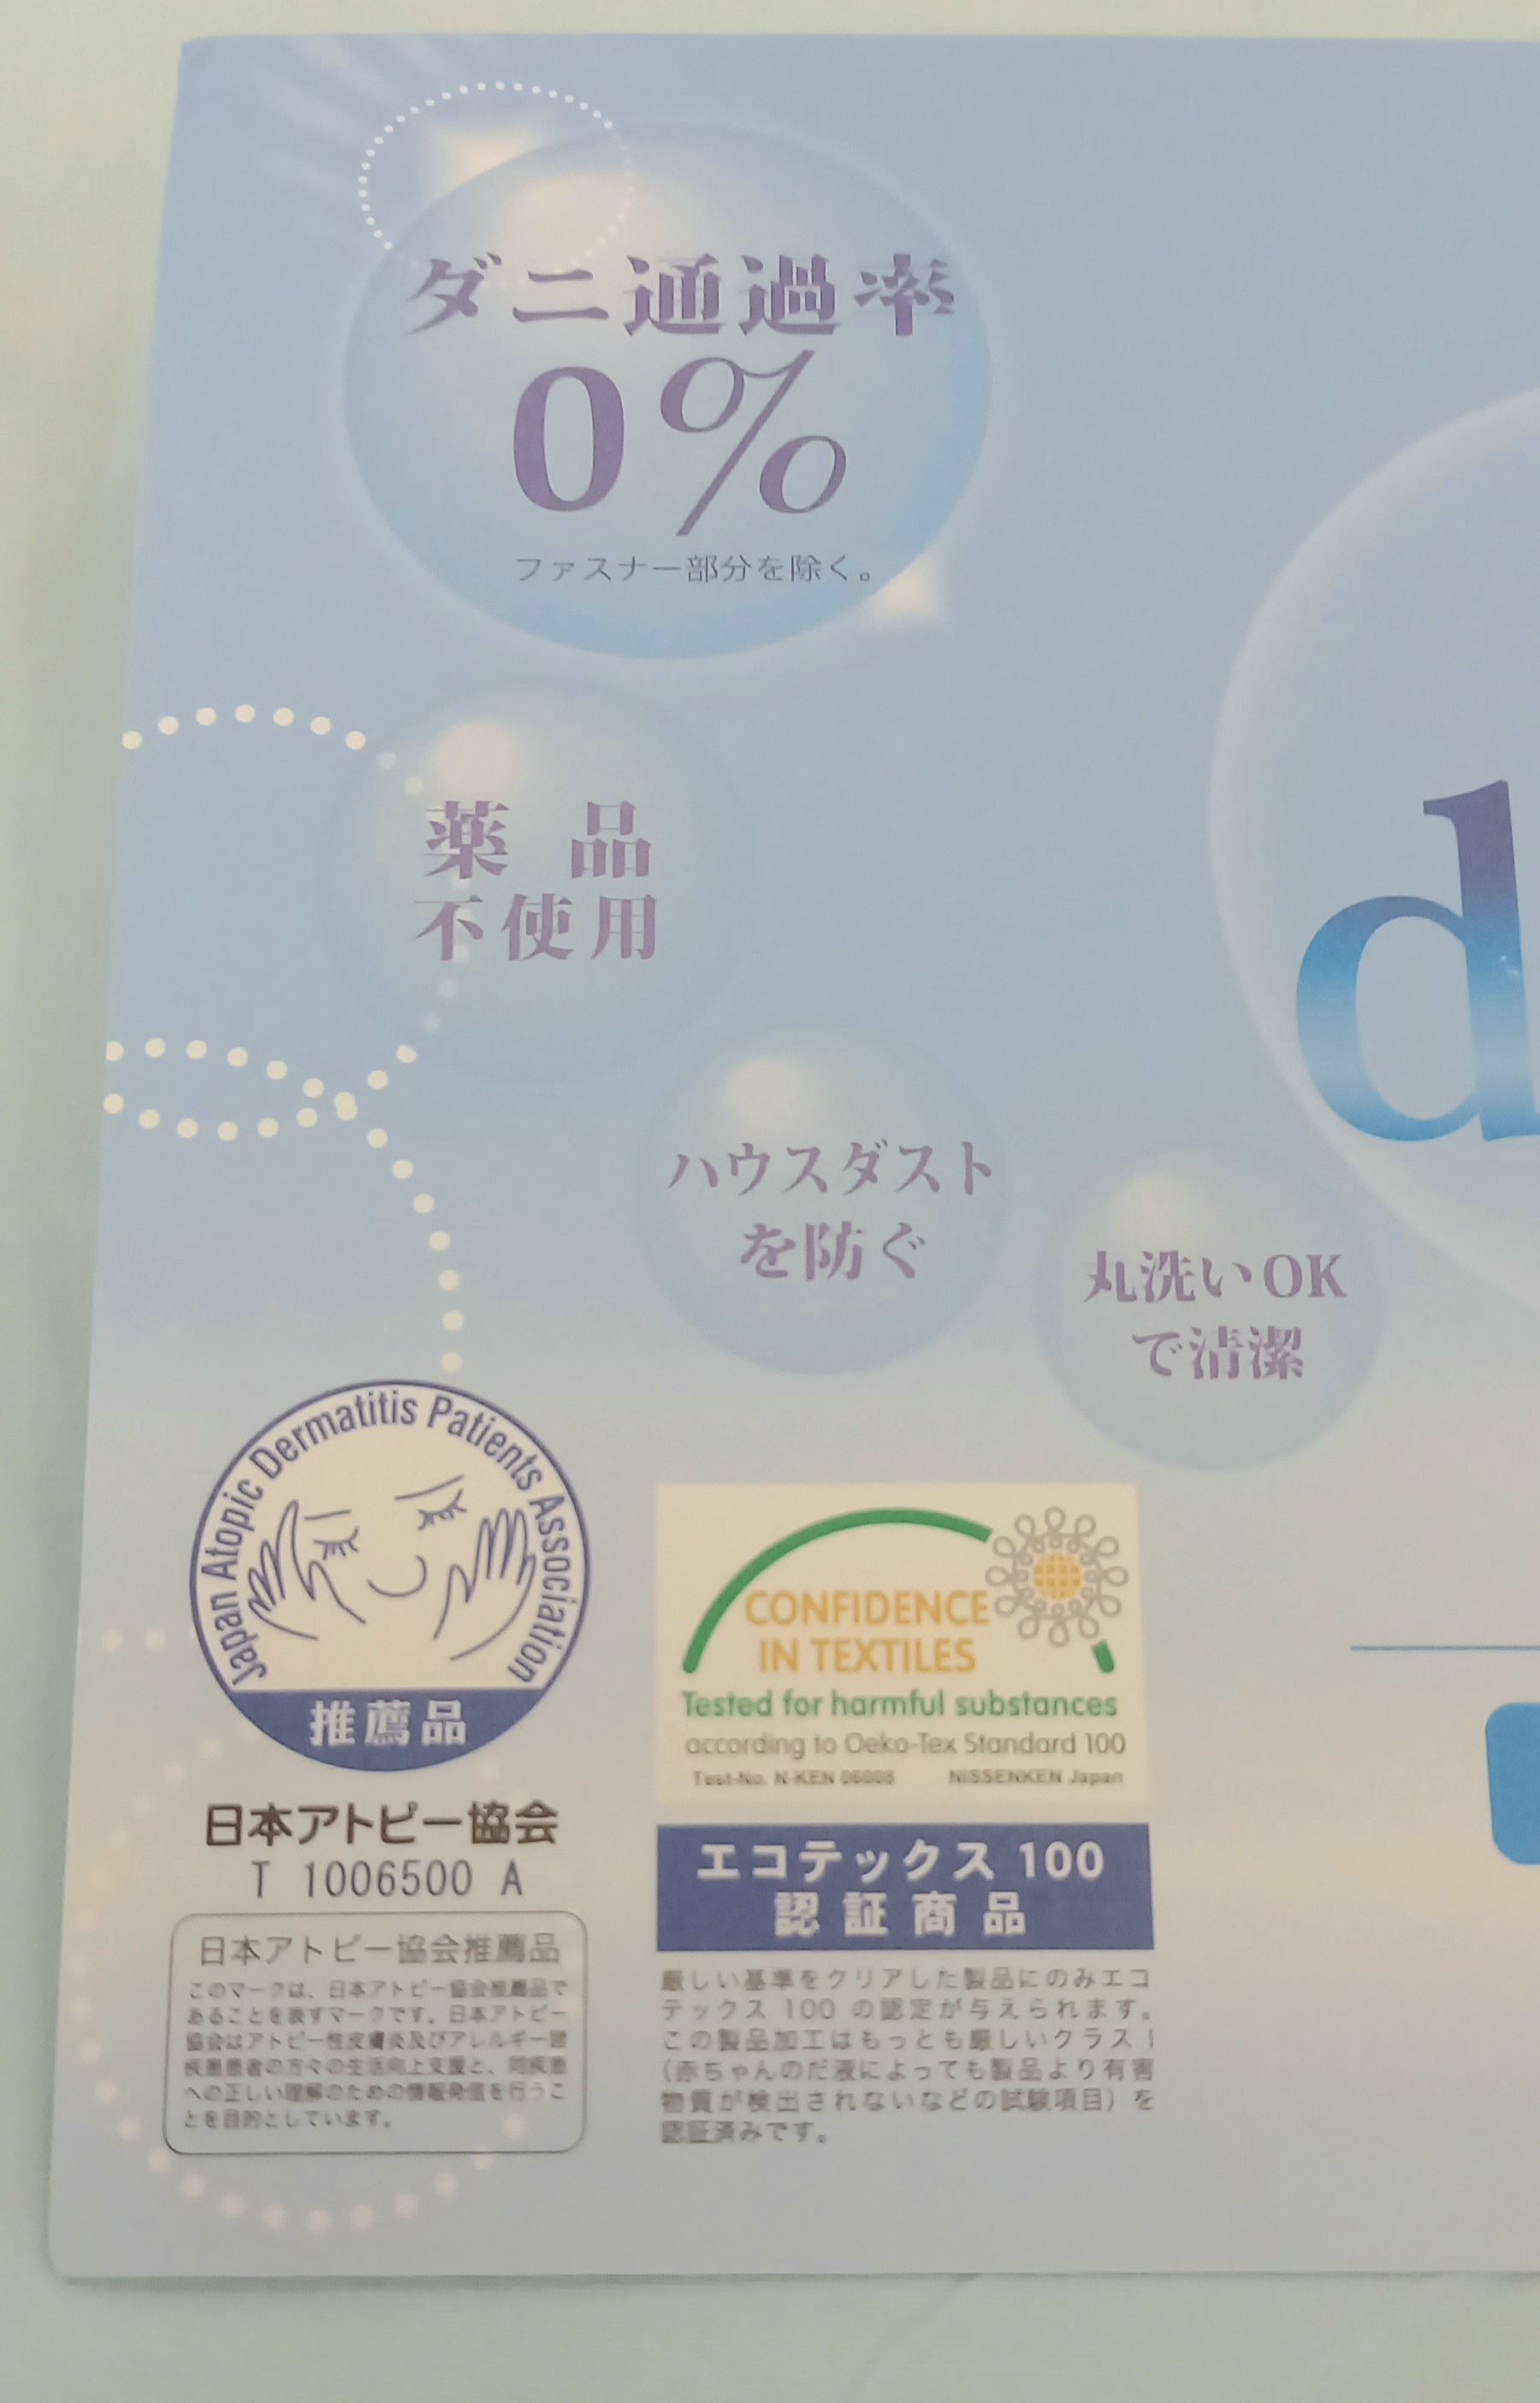 ダニ通過率
0%
ファスナー部分を除く。
薬品
不使用
ハウスダスト
を防ぐ
丸洗いOK
で清潔
d
Japan Atopic Dermatitis Patients Association
推薦品
日本アトピー協会
T 1006500 A
日本アトピー協会推薦品
このマークは、日本アトピー協会推薦品で
あることを表すマークです。日本アトピー
協会はアトピー性皮膚炎及びアレルギー諸
疾患患者の方々の生活向上支援と、同疾患
への正しい理解のための情報発信を行うこ
とを目的としています。
CONFIDENCE
IN TEXTILES
Tested for harmful substances
according to Oeko-Tex Standard 100
Test-No. N-KEN 06008 NISSENKEN Japan
エコテックス 100
認証商品
厳しい基準をクリアした製品にのみエコ
テックス 100 の認定が与えられます。
この製品加工はもっとも厳しいクラス I
(赤ちゃんのだ液によっても製品より有害
物質が検出されないなどの試験項目)を
認証済みです。